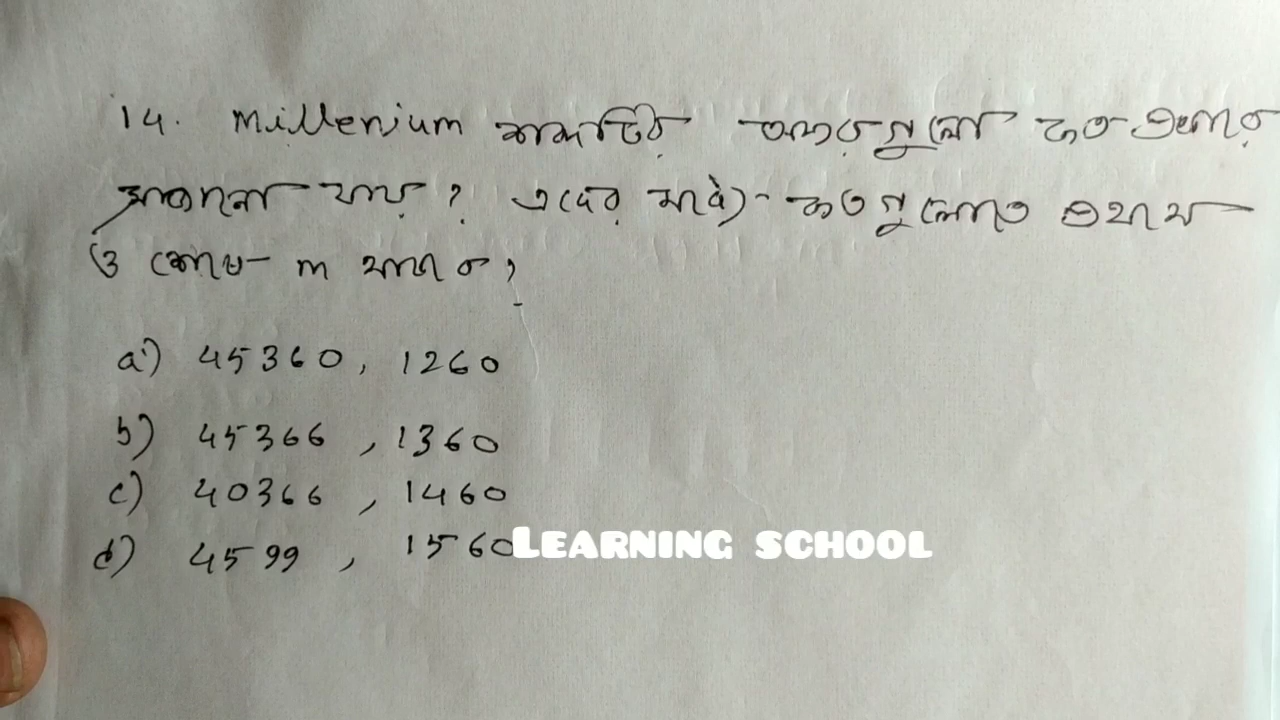 14. Millenium শব্দটির অক্ষরগুলো কত প্রকারে
সাজানো যায়? এদের মধ্যে কতগুলোতে প্রথমে
ও শেষে m থাকবে?
a) 45360, 1260
b) 45366, 1360
c) 40366, 1460
d) 4599, 1560
LEARNING SCHOOL